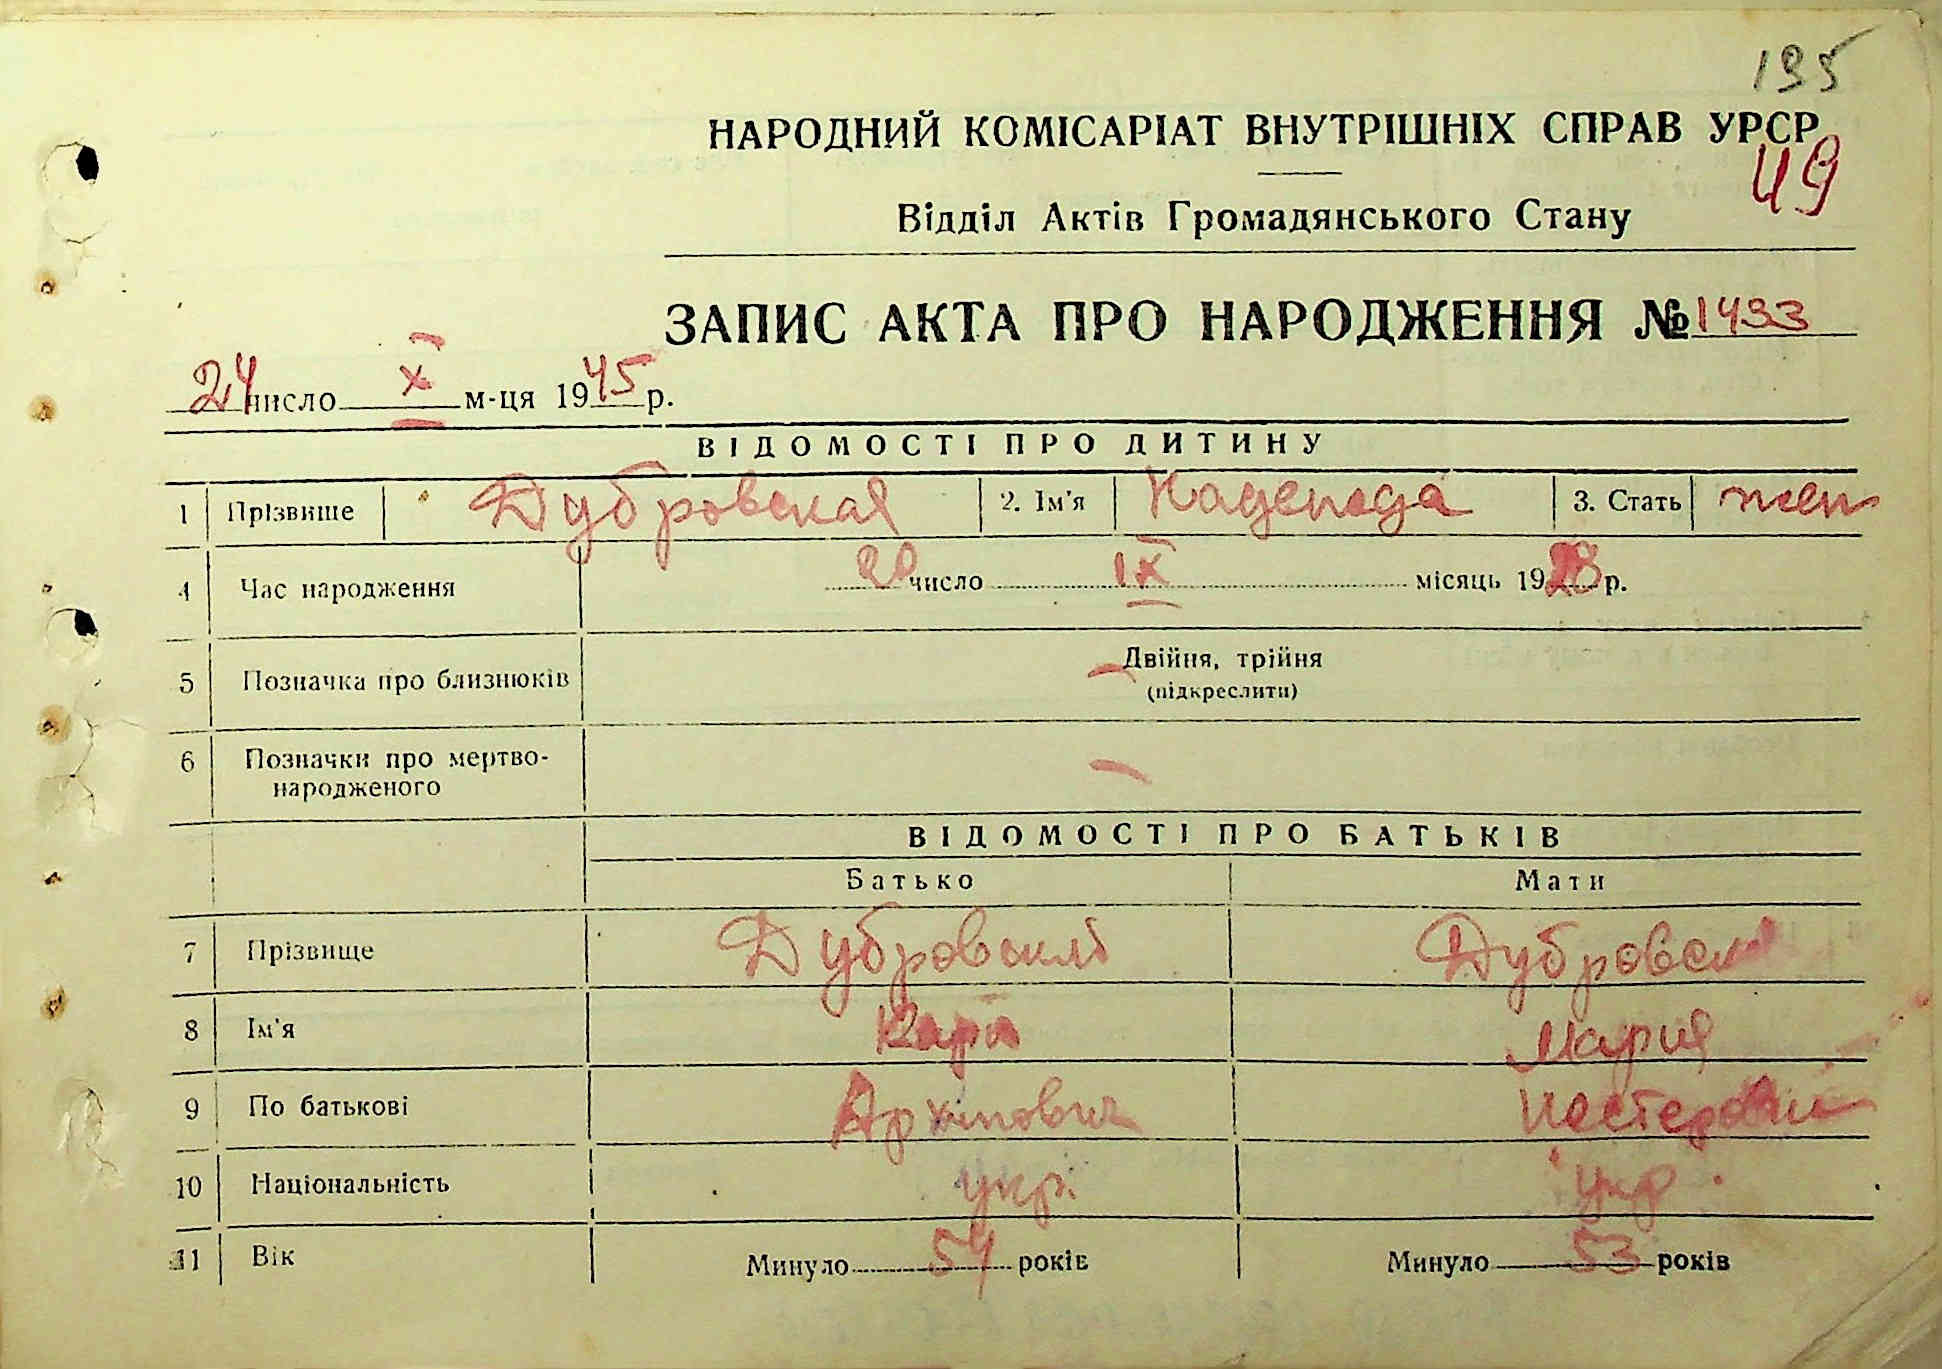 135
НАРОДНИЙ КОМІСАРІАТ ВНУТРІШНІХ СПРАВ УРСР
49
Відділ Актів Громадянського Стану
ЗАПИС АКТА ПРО НАРОДЖЕННЯ № 1433
24 число X м-ця 1945 р.
ВІДОМОСТІ ПРО ДИТИНУ
1 Прізвище Дубровская 2. Ім'я Надежда 3. Стать жен
4 Час народження 20 число IX місяць 1928 р.
5 Позначка про близнюків Двійня, трійня
(підкреслити)
6 Позначки про мертво-
народженого
ВІДОМОСТІ ПРО БАТЬКІВ
Батько Мати
7 Прізвище Дубровский Дубровская
8 Ім'я Мария
9 По батькові Архипович Нестеровна
10 Національність укр. укр.
11 Вік Минуло 54 років Минуло 53 років